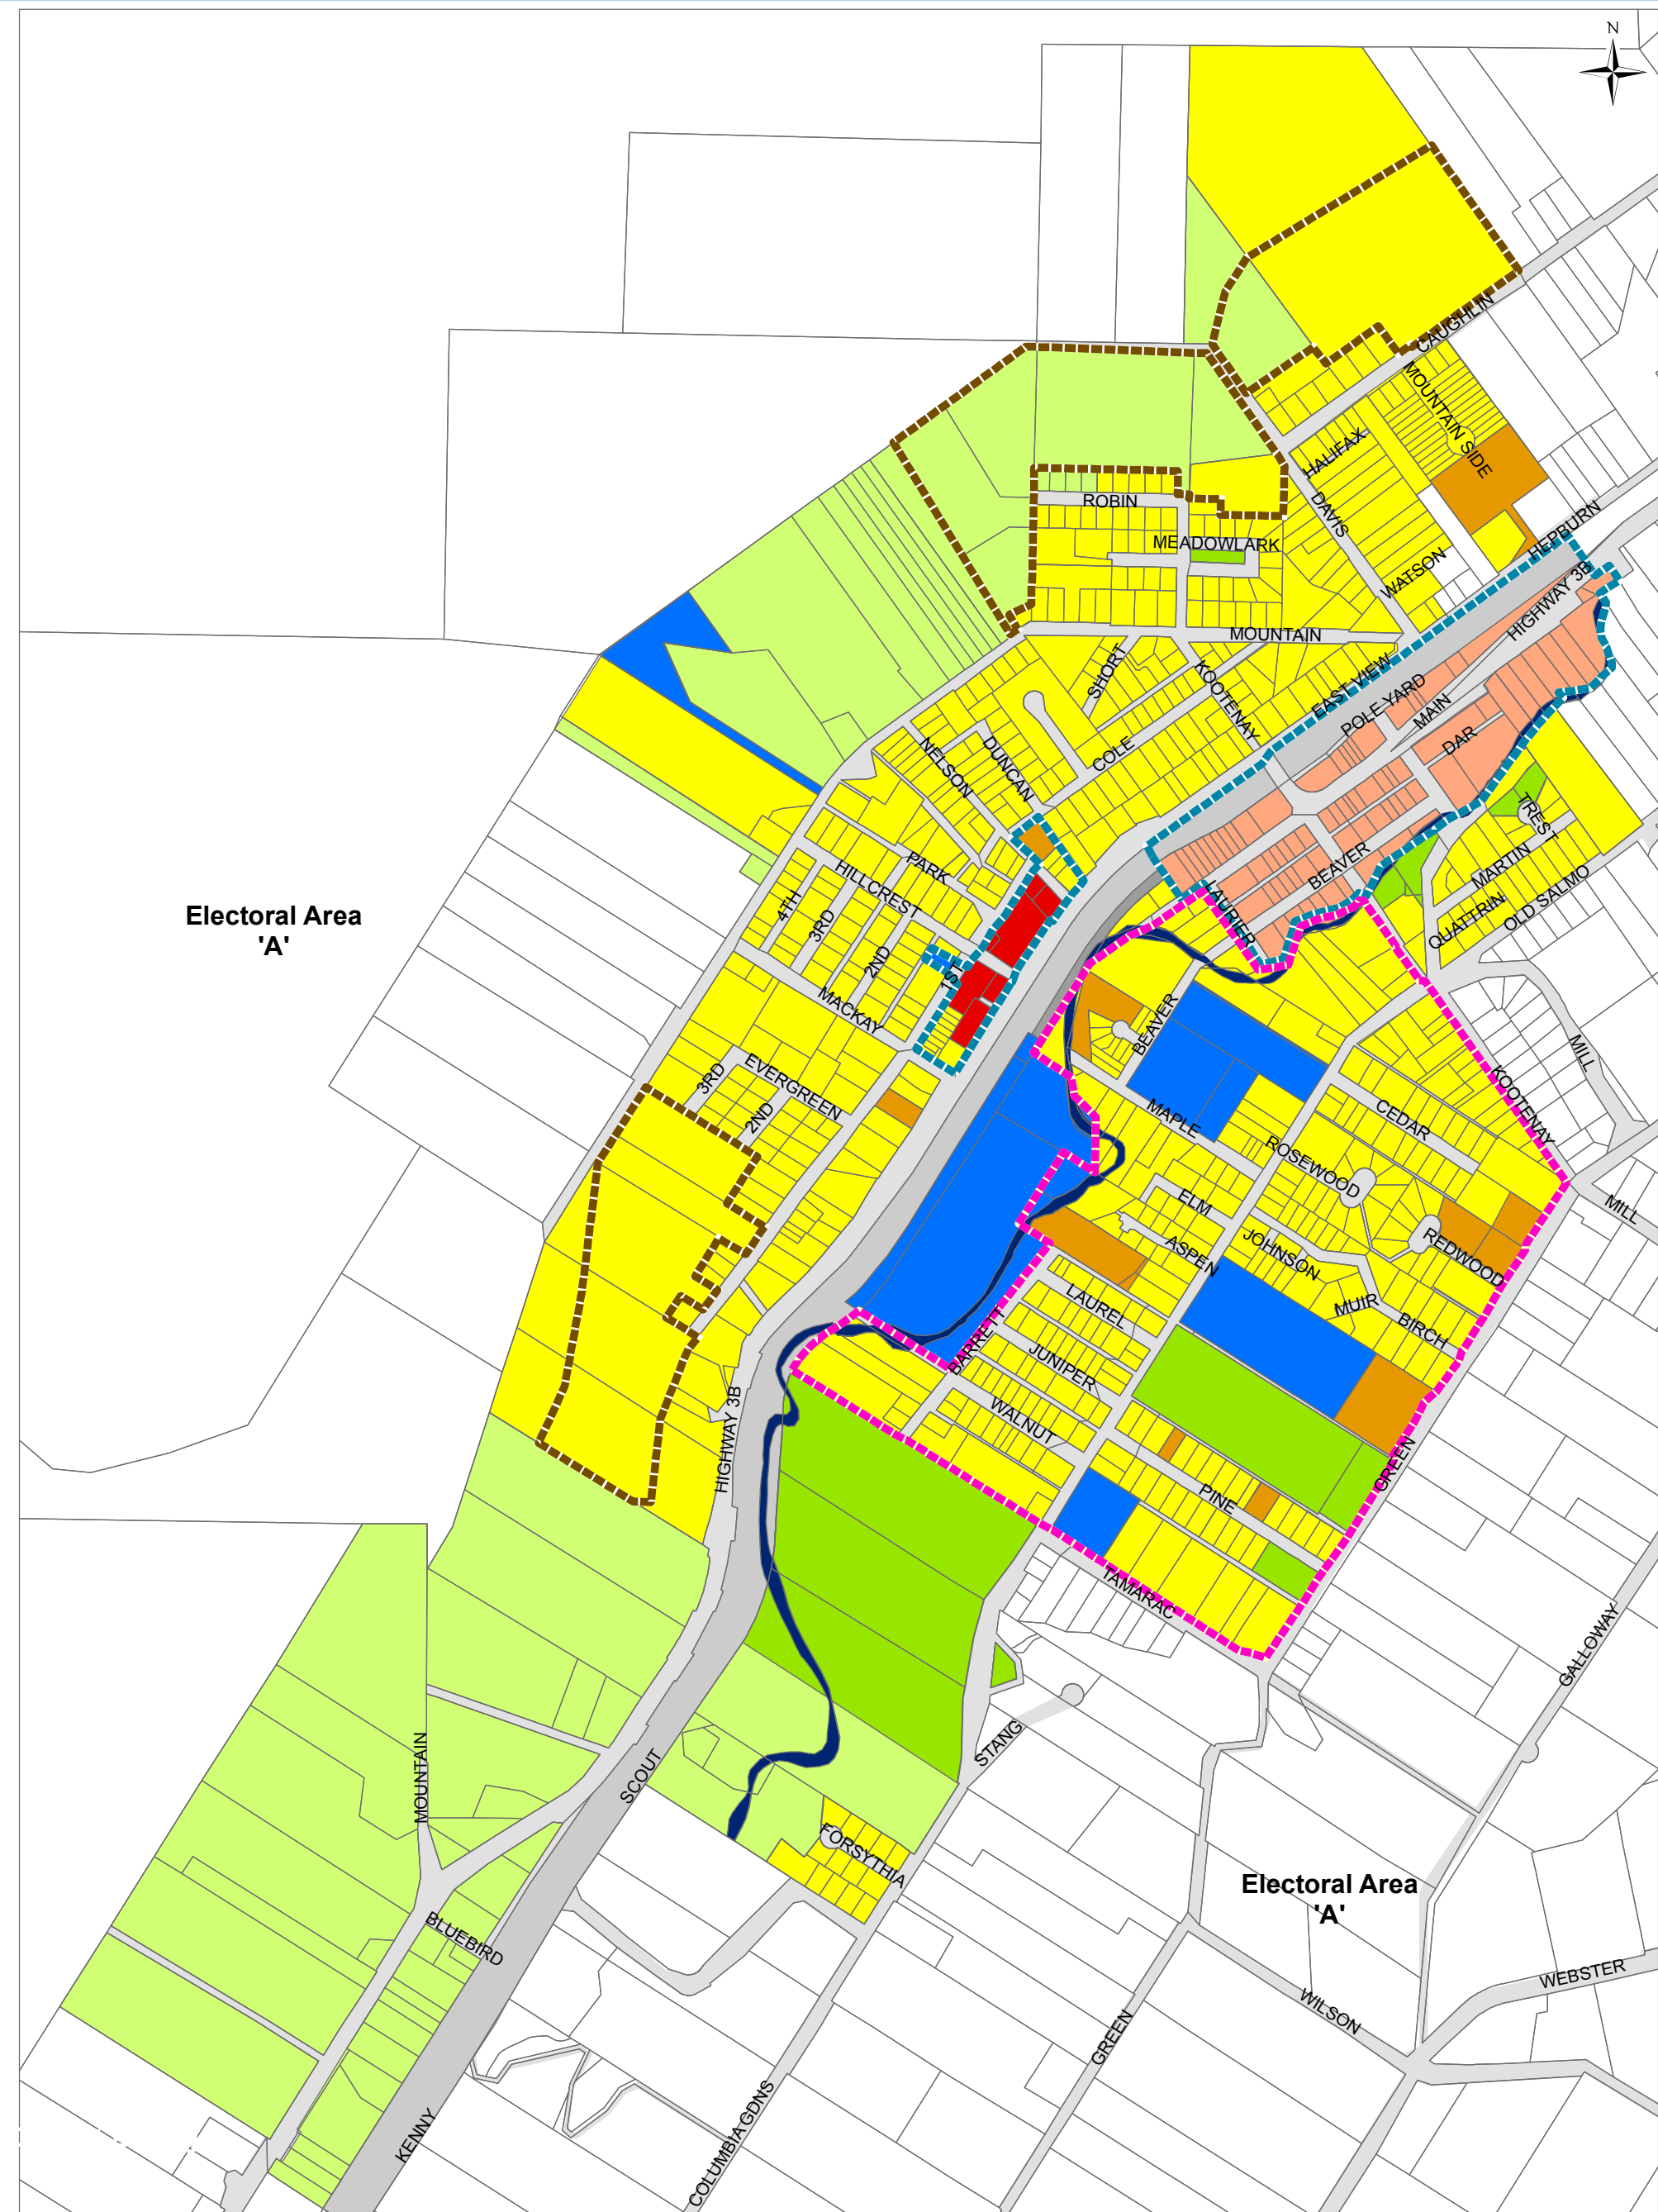 N
CAUGHLIN
MOUNTAIN SIDE
HALIFAX
DAVIS
ROBIN
MEADOWLARK
HEPBURN
WATSON
HIGHWAY 3B
MOUNTAIN
SHORT
KOOTENAY
EAST VIEW
POLE YARD
MAIN
DAR
COLE
DUNCAN
NELSON
TREST
BEAVER
MARTIN
PARK
HILLCREST
LAURIER
OLD SALMO
QUATTRIN
4TH
3RD
2ND
1ST
Electoral Area
'A'
MACKAY
BEAVER
MILL
EVERGREEN
3RD
2ND
KOOTENAY
MAPLE
CEDAR
ROSEWOOD
ELM
MILL
ASPEN
JOHNSON
REDWOOD
LAUREL
MUIR
BIRCH
BARRETT
JUNIPER
WALNUT
HIGHWAY 3B
GREEN
PINE
TAMARAC
GALLOWAY
STANG
MOUNTAIN
SCOUT
FORSYTHIA
Electoral Area
'A'
BLUEBIRD
WEBSTER
WILSON
GREEN
KENNY
COLUMBIA GDNS